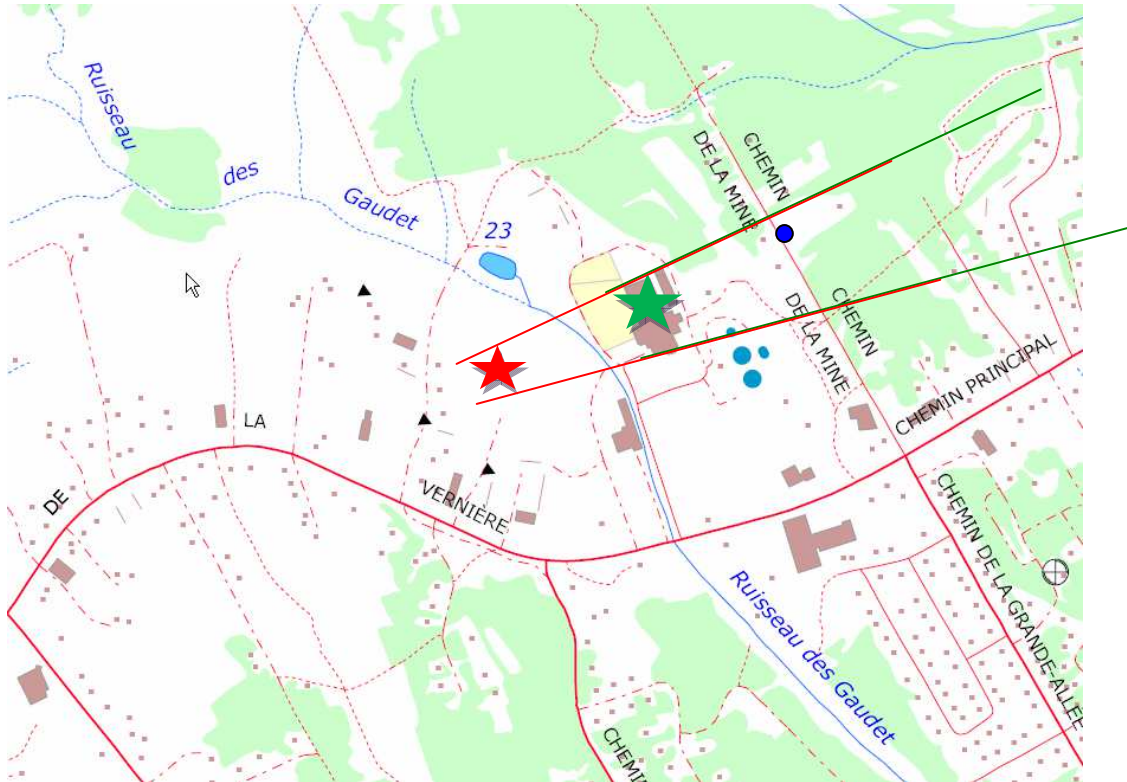 Ruisseau
des
Gaudet
23
CHEMIN
DE LA MINE
CHEMIN
DE LA MINE
CHEMIN PRINCIPAL
LA
DE
VERNIÈRE
CHEMIN DE LA GRANDE-ALLÉE
Ruisseau des Gaudet
CHEMIN